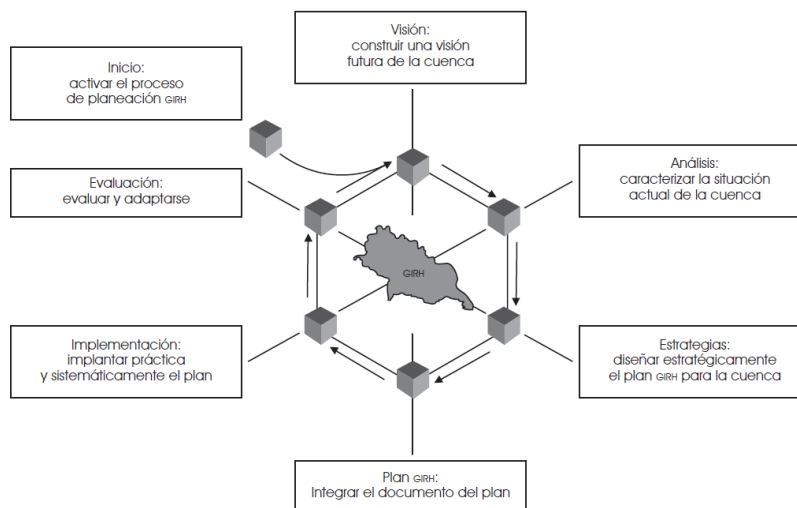 Visión:
construir una visión
futura de la cuenca
Inicio:
activar el proceso
de planeación GIRH
Evaluación:
evaluar y adaptarse
Análisis:
caracterizar la situación
actual de la cuenca
GIRH
Implementación:
implantar práctica
y sistemáticamente el plan
Estrategias:
diseñar estratégicamente
el plan GIRH para la cuenca
Plan GIRH:
Integrar el documento del plan